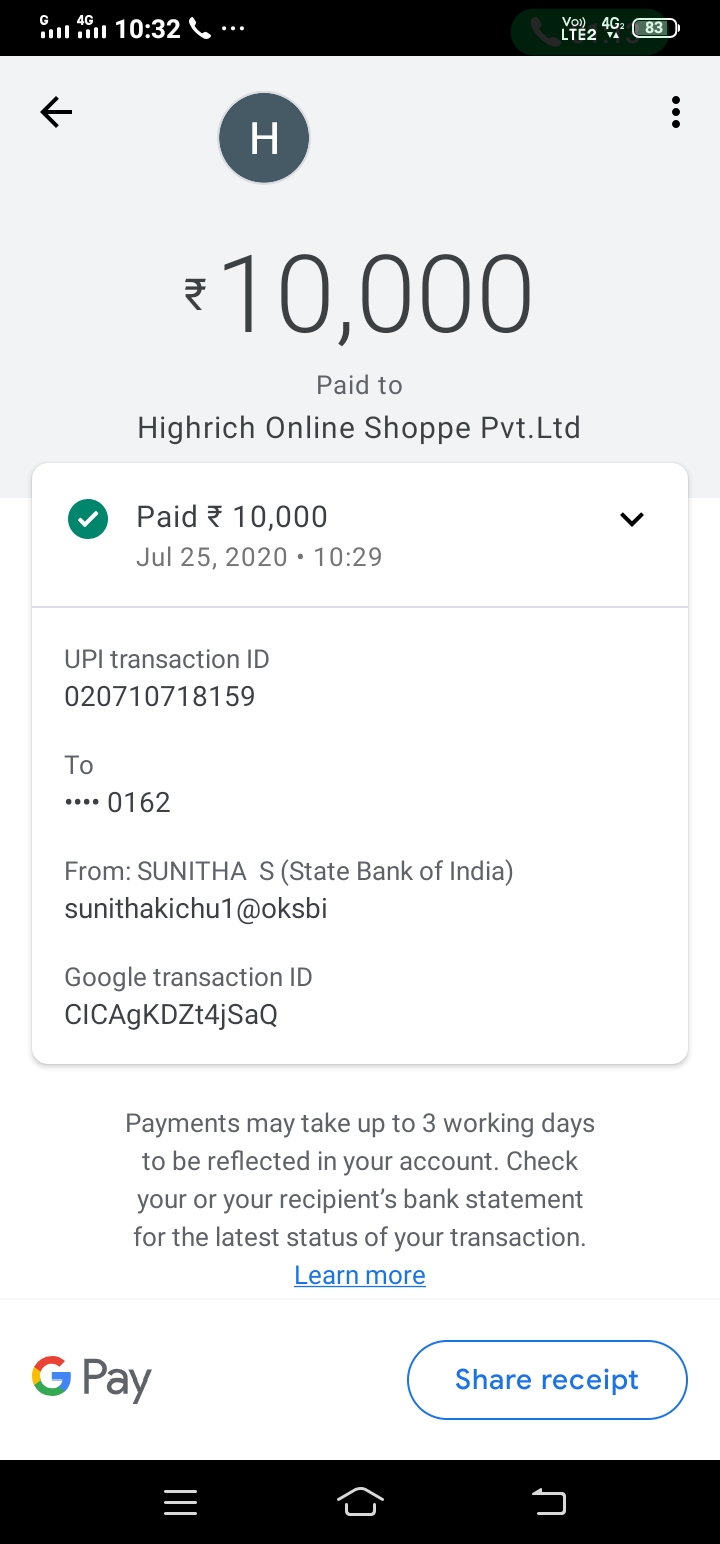 G 4G 10:32 ...
Vo)) LTE2 4G2 83
H
₹10,000
Paid to
Highrich Online Shoppe Pvt.Ltd
Paid ₹ 10,000
Jul 25, 2020 • 10:29
UPI transaction ID
020710718159
To
•••• 0162
From: SUNITHA  S (State Bank of India)
sunithakichu1@oksbi
Google transaction ID
CICAgKDZt4jSaQ
Payments may take up to 3 working days
to be reflected in your account. Check
your or your recipient’s bank statement
for the latest status of your transaction.
Learn more
G Pay
Share receipt